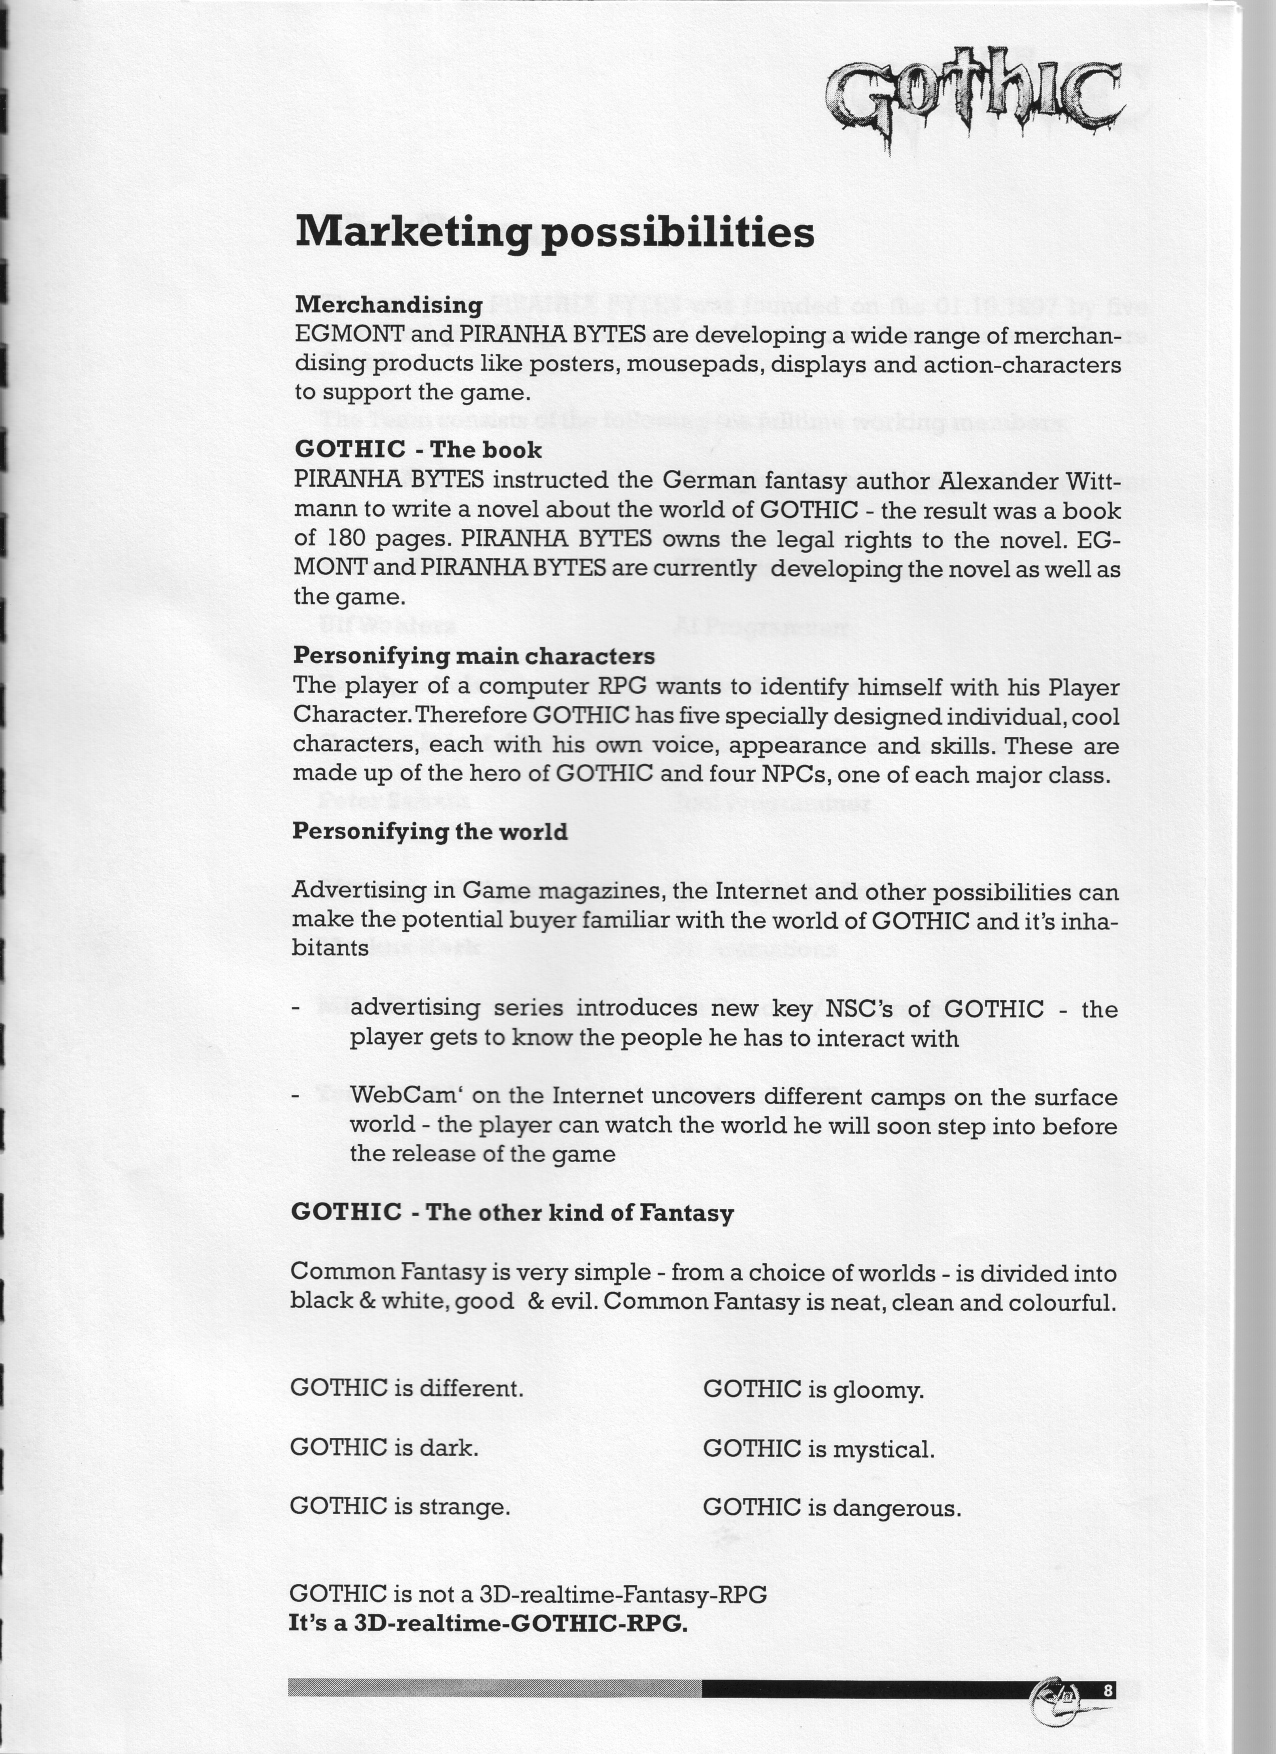 GOTHIC
Marketing possibilities
Merchandising
EGMONT and PIRANHA BYTES are developing a wide range of merchan-
dising products like posters, mousepads, displays and action-characters
to support the game.
GOTHIC - The book
PIRANHA BYTES instructed the German fantasy author Alexander Witt-
mann to write a novel about the world of GOTHIC - the result was a book
of 180 pages. PIRANHA BYTES owns the legal rights to the novel. EG-
MONT and PIRANHA BYTES are currently developing the novel as well as
the game.
Personifying main characters
The player of a computer RPG wants to identify himself with his Player
Character. Therefore GOTHIC has five specially designed individual, cool
characters, each with his own voice, appearance and skills. These are
made up of the hero of GOTHIC and four NPCs, one of each major class.
Personifying the world
Advertising in Game magazines, the Internet and other possibilities can
make the potential buyer familiar with the world of GOTHIC and it's inha-
bitants
- advertising series introduces new key NSC's of GOTHIC - the
player gets to know the people he has to interact with
- WebCam‘ on the Internet uncovers different camps on the surface
world - the player can watch the world he will soon step into before
the release of the game
GOTHIC - The other kind of Fantasy
Common Fantasy is very simple - from a choice of worlds - is divided into
black & white, good & evil. Common Fantasy is neat, clean and colourful.
GOTHIC is different. GOTHIC is gloomy.
GOTHIC is dark. GOTHIC is mystical.
GOTHIC is strange. GOTHIC is dangerous.
GOTHIC is not a 3D-realtime-Fantasy-RPG
It's a 3D-realtime-GOTHIC-RPG.
8